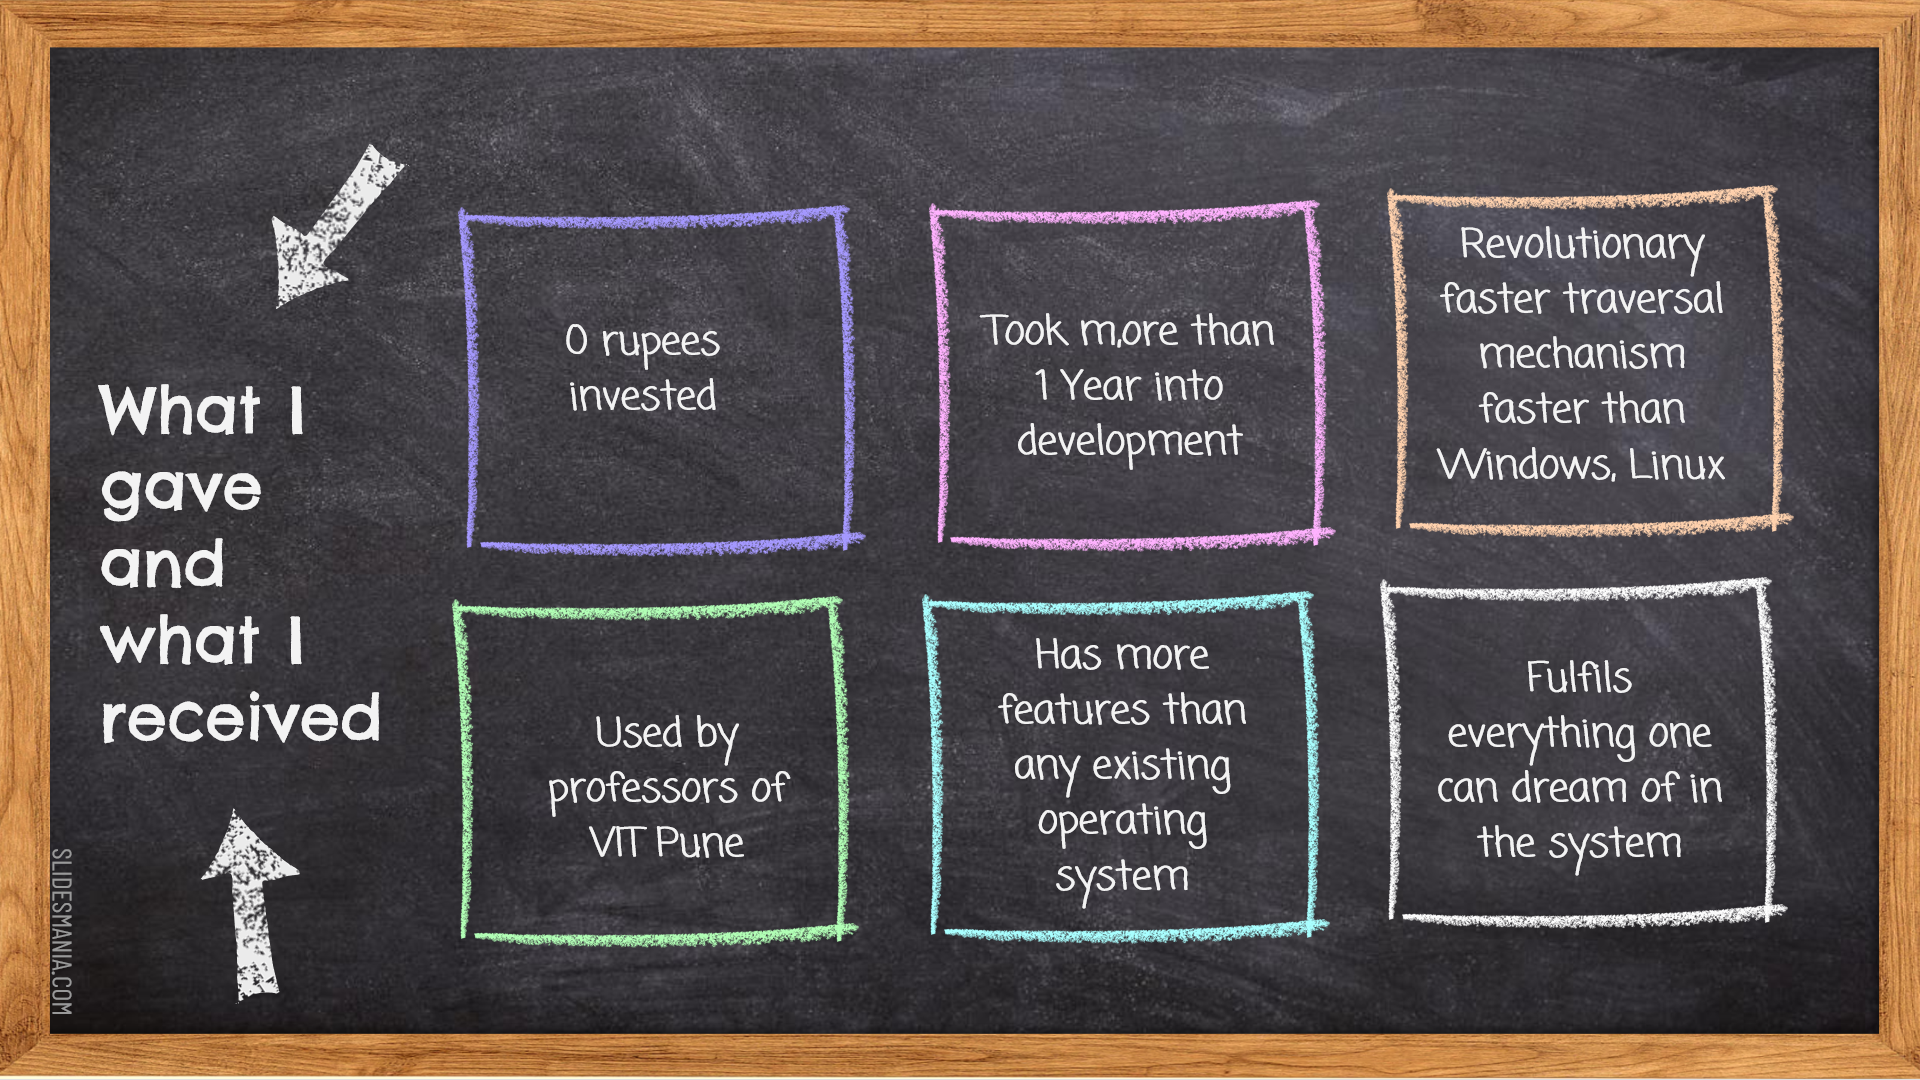 What I
gave
and
what I
received
0 rupees
invested
Took m,ore than
1 Year into
development
Revolutionary
faster traversal
mechanism
faster than
Windows, Linux
Used by
professors of
VIT Pune
Has more
features than
any existing
operating
system
Fulfils
everything one
can dream of in
the system
SLIDESMANIA.COM